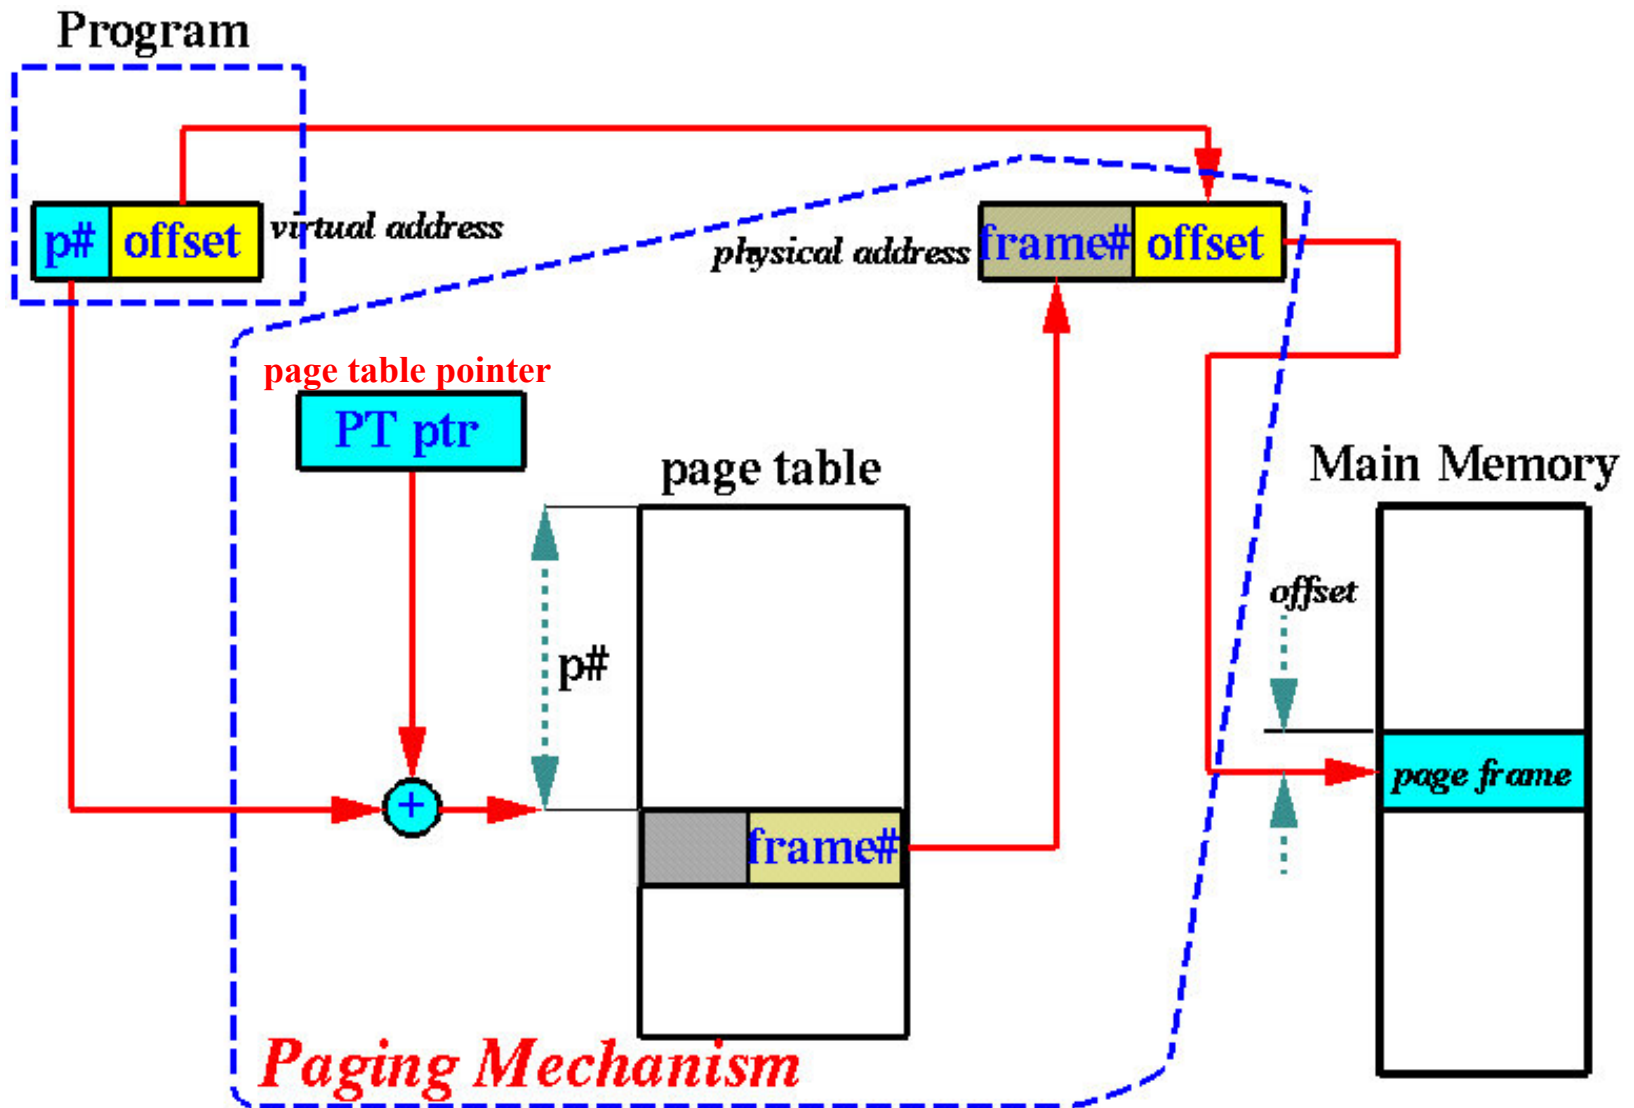 Program
p# offset virtual address
physical address frame# offset
page table pointer
PT ptr
page table
Main Memory
offset
p#
page frame
+
frame#
Paging Mechanism